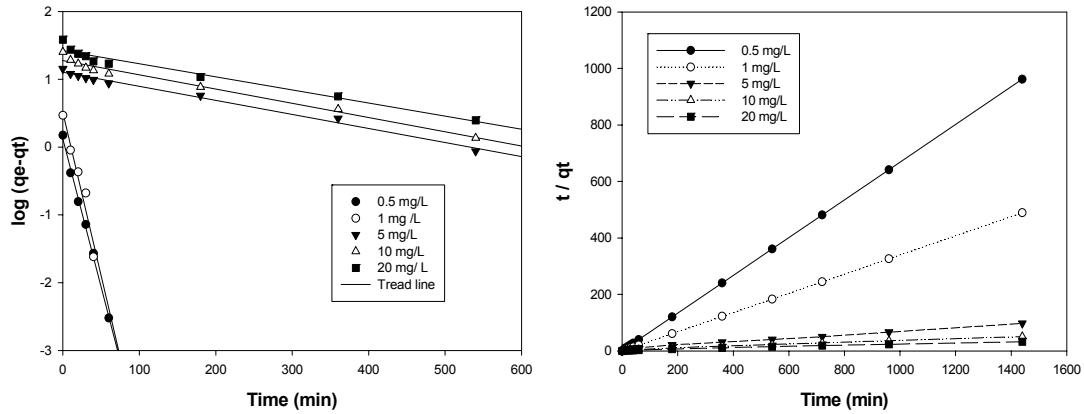 2
1
0
-1
-2
-3
log (qe-qt)
0.5 mg/L
1 mg /L
5 mg/L
10 mg/L
20 mg/ L
Tread line
0 100 200 300 400 500 600
Time (min)
1200
1000
800
600
400
200
0
t / qt
0.5 mg/L
1 mg/L
5 mg/L
10 mg/L
20 mg/L
0 200 400 600 800 1000 1200 1400 1600
Time (min)